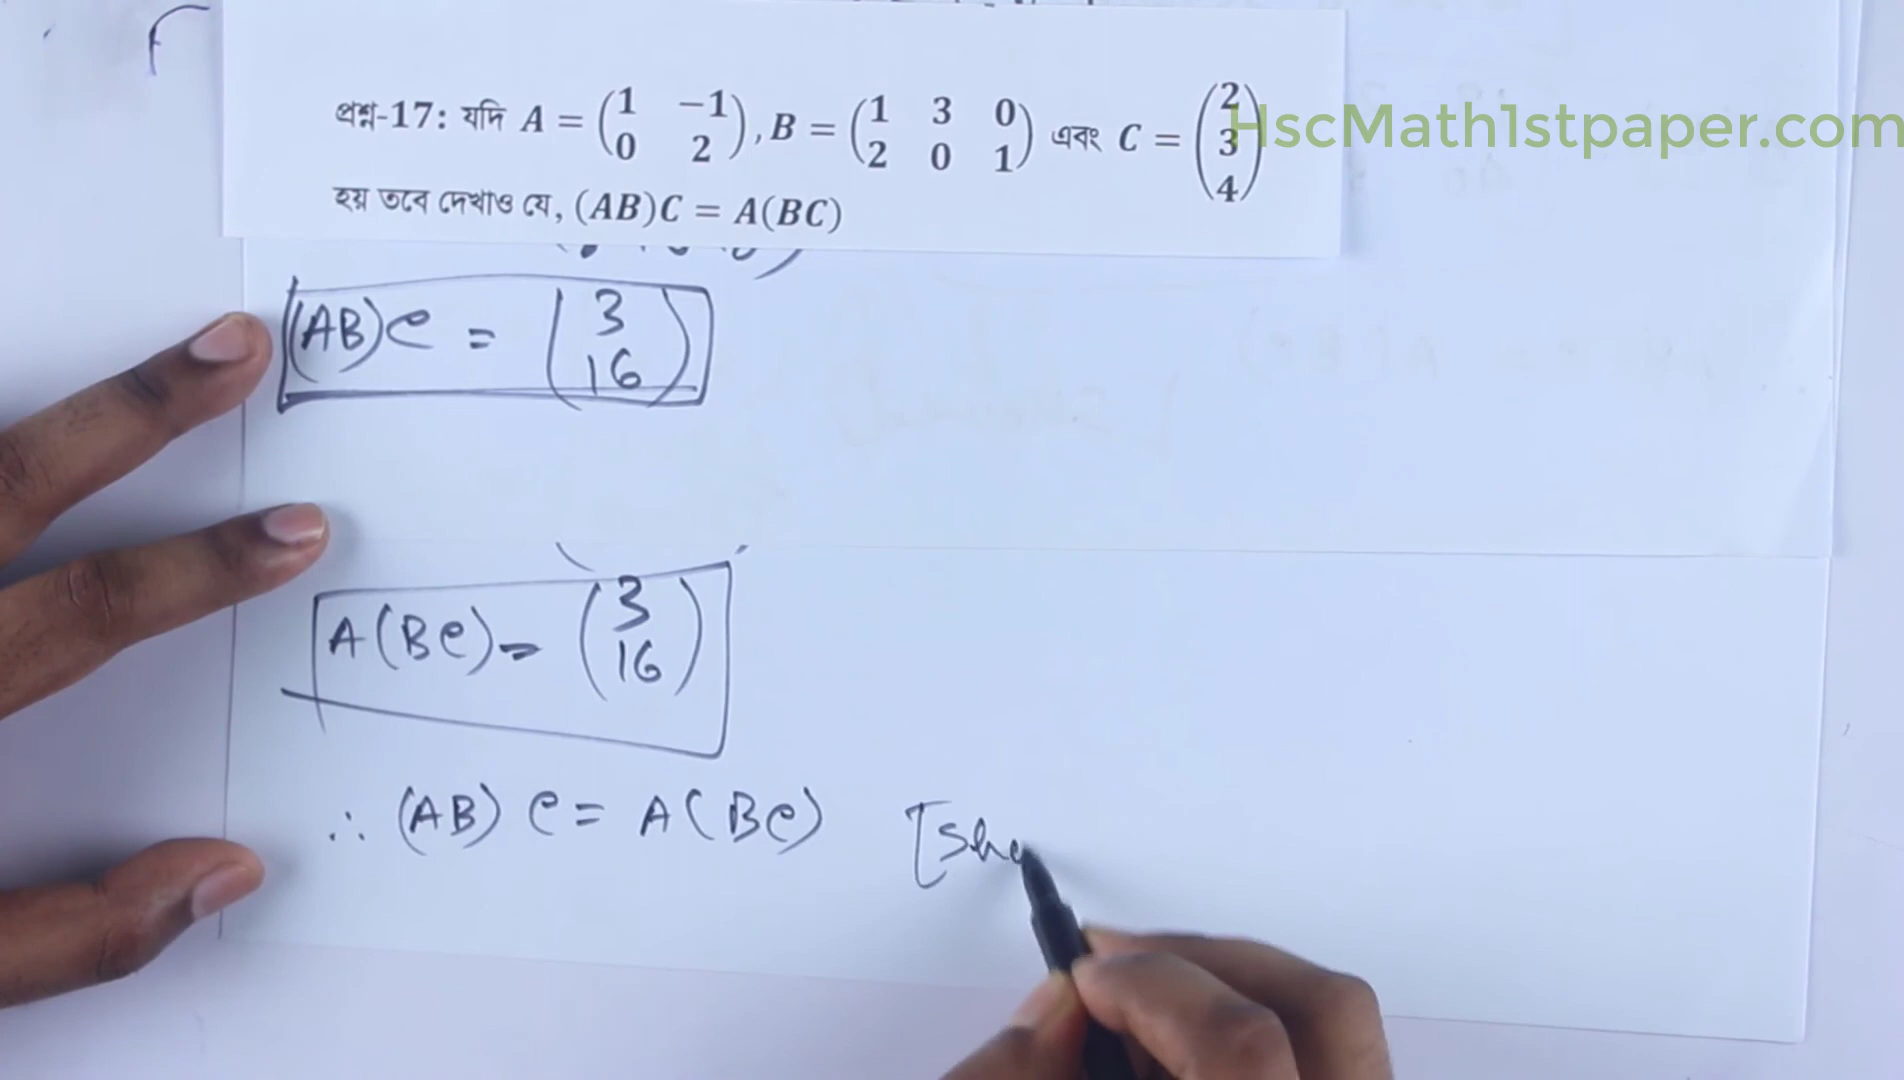 প্রশ্ন-17: যদি A = (1 −1 0 2), B = (1 3 0 2 0 1) এবং C = (2 3 4)
HscMath1stpaper.com
হয় তবে দেখাও যে, (AB)C = A(BC)
(AB)C = (3 16)
A(BC) = (3 16)
∴ (AB) C = A(BC) [Sho